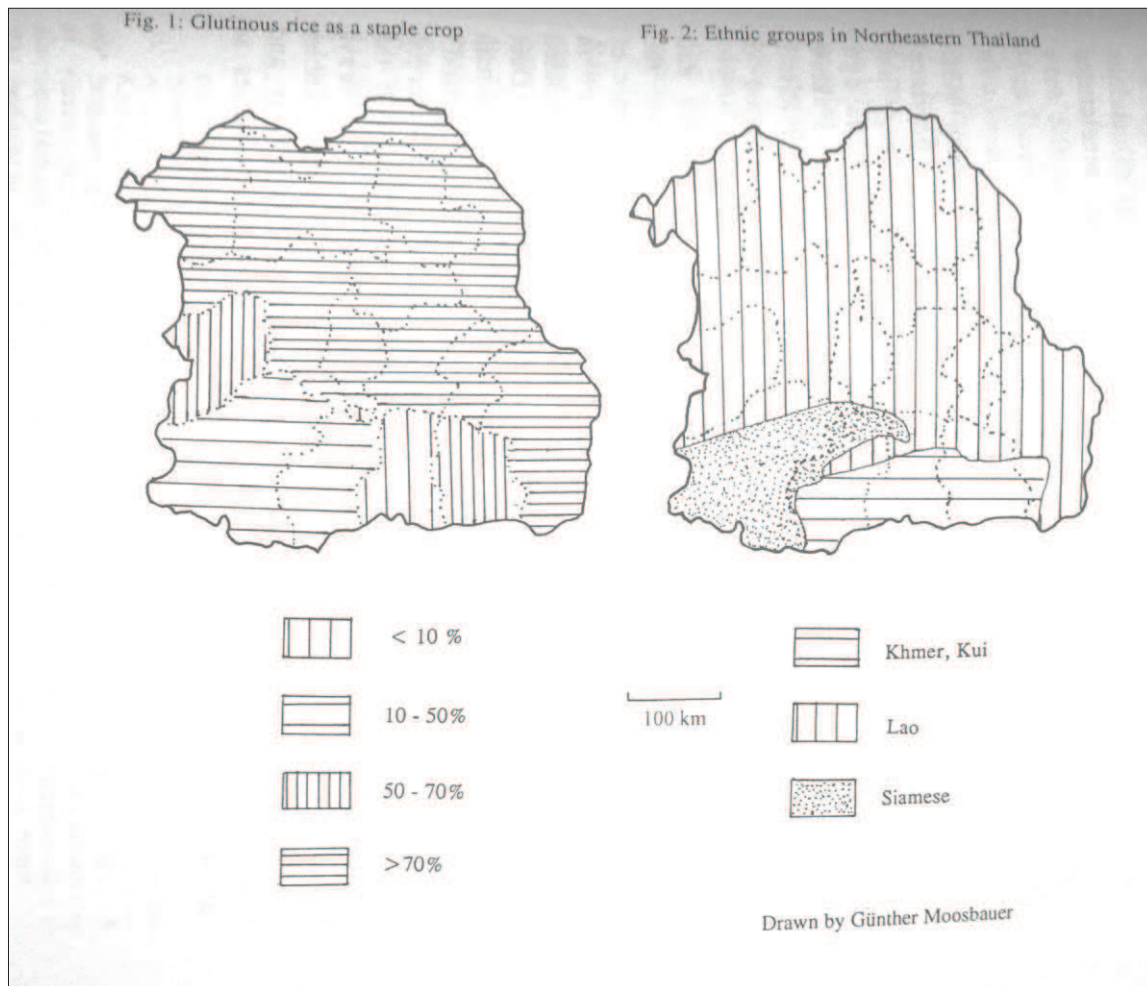 Fig. 1: Glutinous rice as a staple crop
Fig. 2: Ethnic groups in Northeastern Thailand
< 10 %
10 - 50%
50 - 70%
>70%
100 km
Khmer, Kui
Lao
Siamese
Drawn by Günther Moosbauer